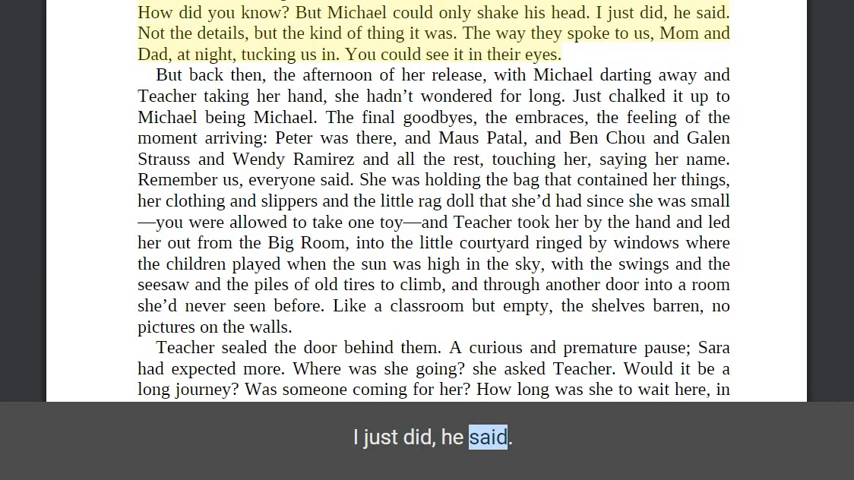 How did you know? But Michael could only shake his head. I just did, he said.
Not the details, but the kind of thing it was. The way they spoke to us, Mom and
Dad, at night, tucking us in. You could see it in their eyes.
But back then, the afternoon of her release, with Michael darting away and
Teacher taking her hand, she hadn’t wondered for long. Just chalked it up to
Michael being Michael. The final goodbyes, the embraces, the feeling of the
moment arriving: Peter was there, and Maus Patal, and Ben Chou and Galen
Strauss and Wendy Ramirez and all the rest, touching her, saying her name.
Remember us, everyone said. She was holding the bag that contained her things,
her clothing and slippers and the little rag doll that she’d had since she was small
—you were allowed to take one toy—and Teacher took her by the hand and led
her out from the Big Room, into the little courtyard ringed by windows where
the children played when the sun was high in the sky, with the swings and the
seesaw and the piles of old tires to climb, and through another door into a room
she’d never seen before. Like a classroom but empty, the shelves barren, no
pictures on the walls.
Teacher sealed the door behind them. A curious and premature pause; Sara
had expected more. Where was she going? she asked Teacher. Would it be a
long journey? Was someone coming for her? How long was she to wait here, in
I just did, he said.